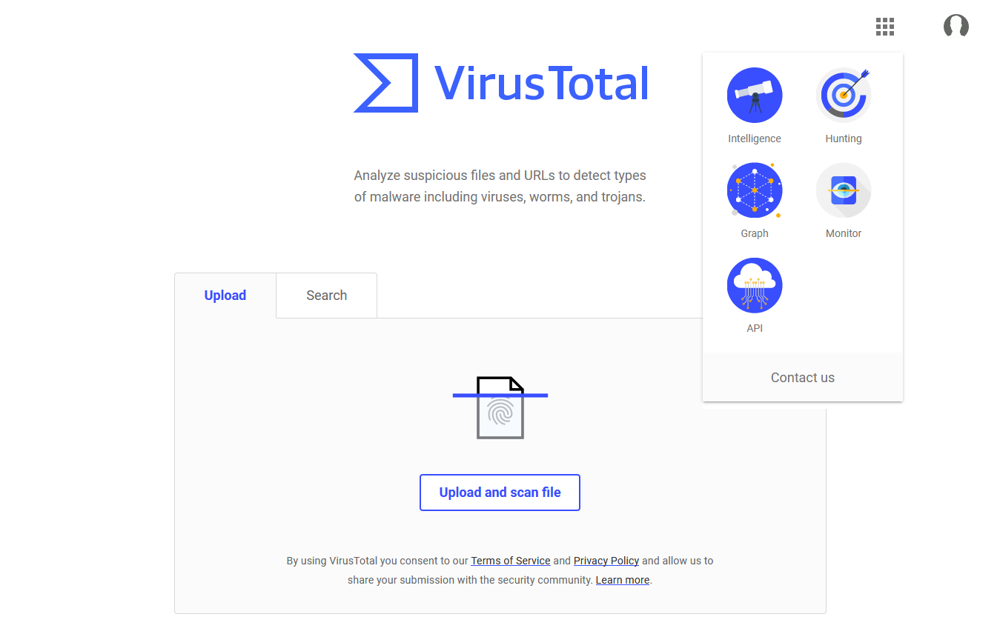 VirusTotal
Analyze suspicious files and URLs to detect types
of malware including viruses, worms, and trojans.
Intelligence
Hunting
Graph
Monitor
API
Contact us
Upload
Search
Upload and scan file
By using VirusTotal you consent to our Terms of Service and Privacy Policy and allow us to
share your submission with the security community. Learn more.